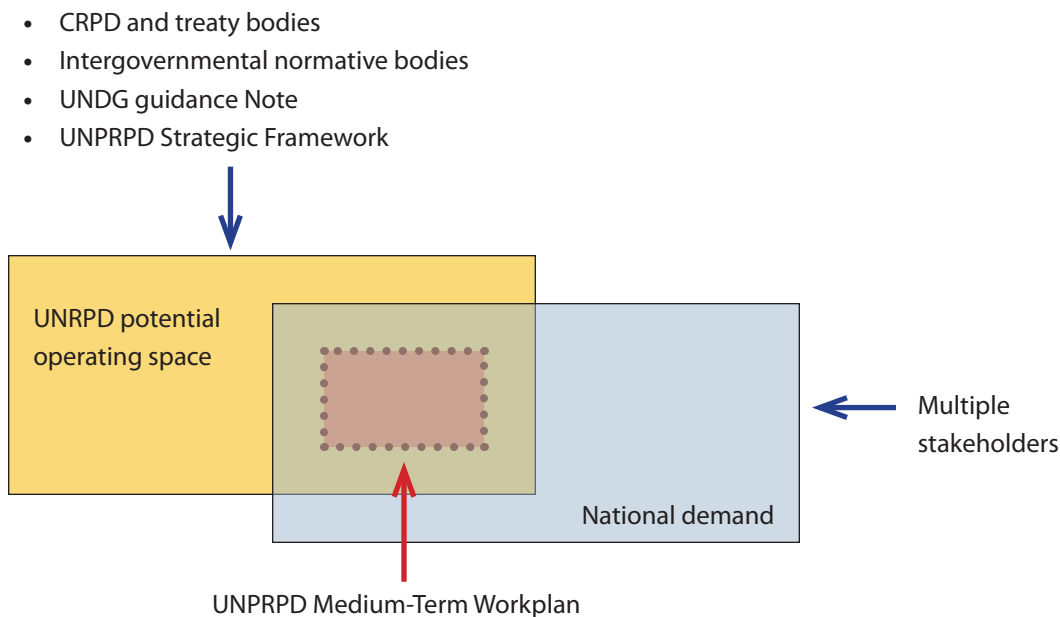 • CRPD and treaty bodies
• Intergovernmental normative bodies
• UNDG guidance Note
• UNPRPD Strategic Framework
UNRPD potential
operating space
Multiple
stakeholders
National demand
UNPRPD Medium-Term Workplan